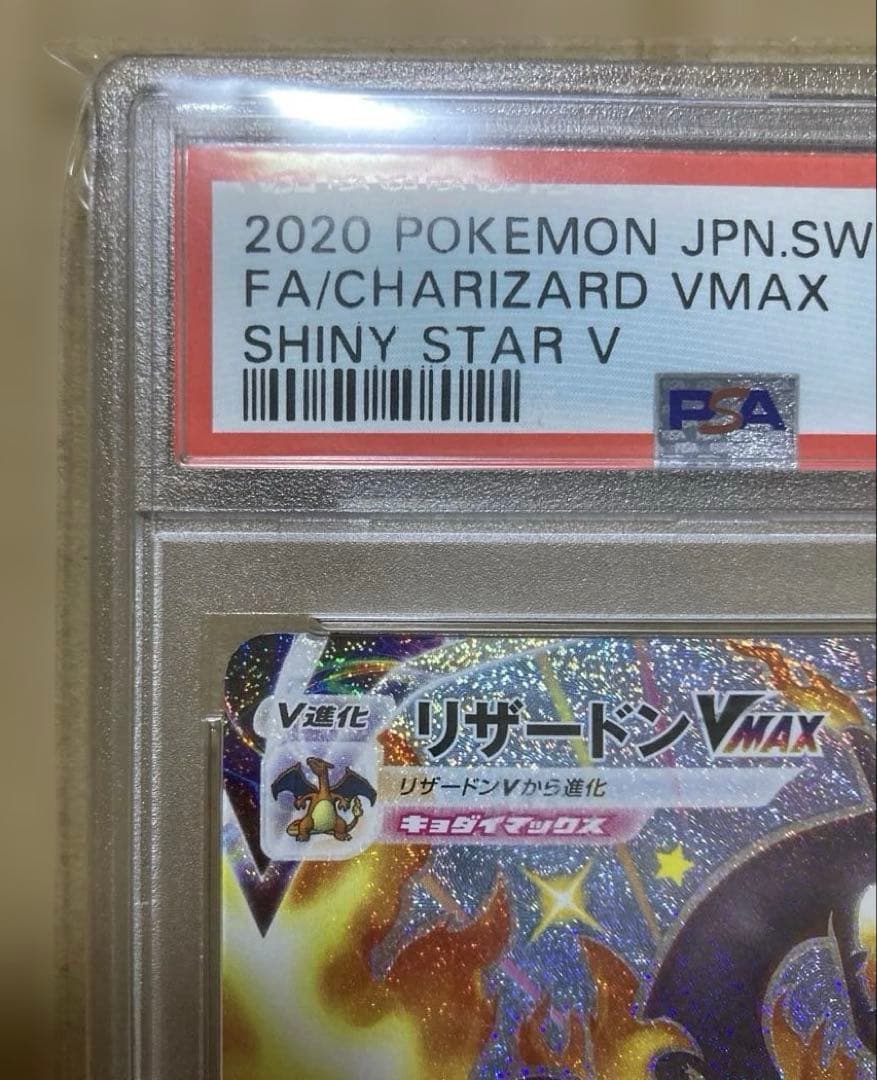 2020 POKEMON JPN.SW
FA/CHARIZARD VMAX
SHINY STAR V
PSA
V進化
リザードンVMAX
リザードンVから進化
キョダイマックス